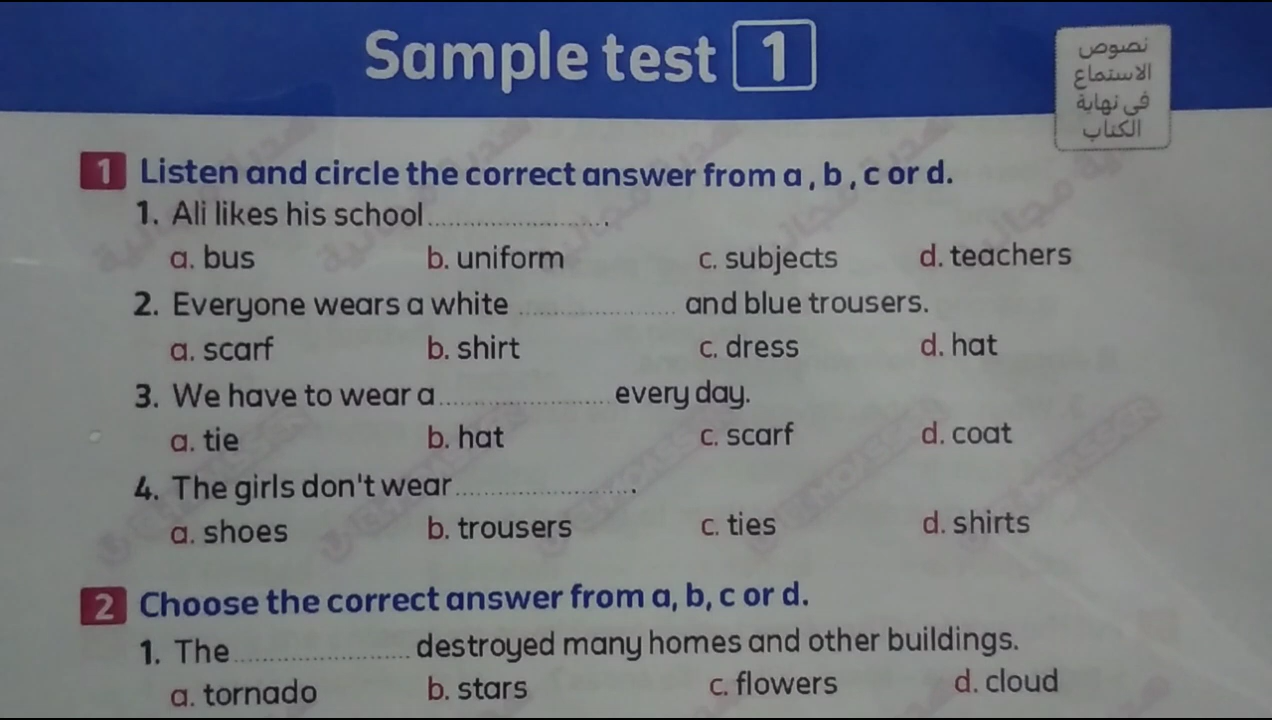 Sample test 1
نصوص
الاستماع
فى نهاية
الكتاب
1 Listen and circle the correct answer from a , b , c or d.
1. Ali likes his school ........................ .
a. bus b. uniform c. subjects d. teachers
2. Everyone wears a white ........................ and blue trousers.
a. scarf b. shirt c. dress d. hat
3. We have to wear a ........................ every day.
a. tie b. hat c. scarf d. coat
4. The girls don't wear ........................ .
a. shoes b. trousers c. ties d. shirts
2 Choose the correct answer from a, b, c or d.
1. The ........................ destroyed many homes and other buildings.
a. tornado b. stars c. flowers d. cloud